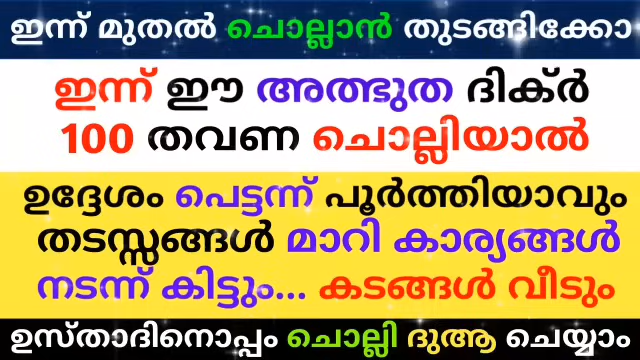 ഇന്ന് മുതൽ ചൊല്ലാൻ തുടങ്ങിക്കോ
ഇന്ന് ഈ അത്ഭുത ദിക്ർ
100 തവണ ചൊല്ലിയാൽ
ഉദ്ദേശം പെട്ടന്ന് പൂർത്തിയാവും
തടസ്സങ്ങൾ മാറി കാര്യങ്ങൾ
നടന്ന് കിട്ടും... കടങ്ങൾ വീടും
ഉസ്താദിനൊപ്പം ചൊല്ലി ദുആ ചെയ്യാം